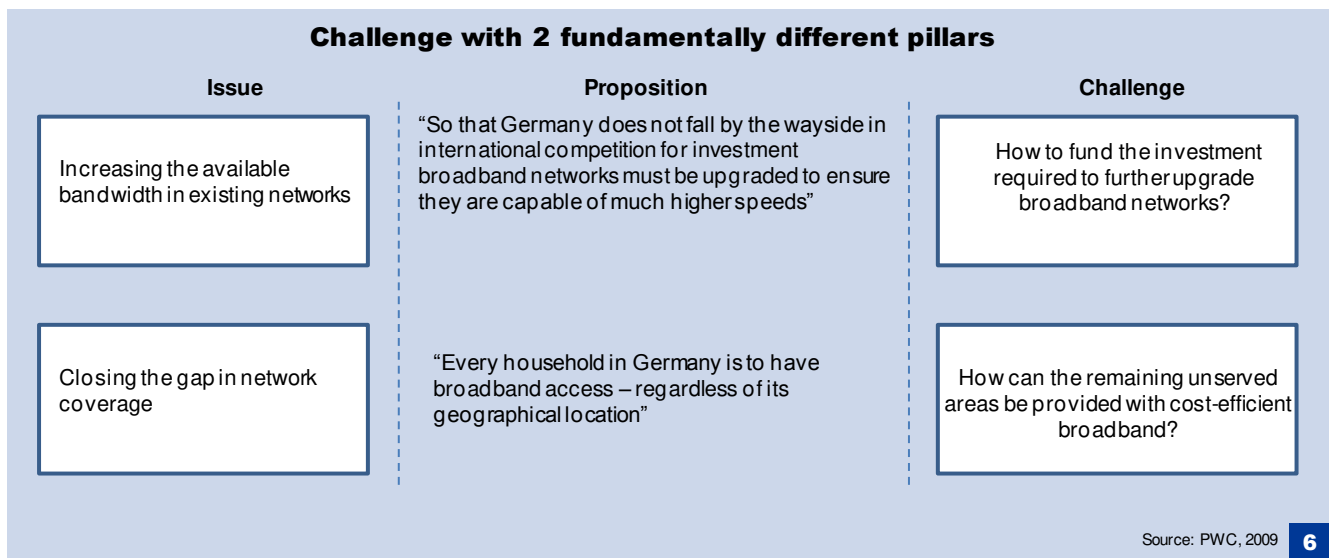 Challenge with 2 fundamentally different pillars
Issue
Proposition
Challenge
Increasing the available
bandwidth in existing networks
“So that Germany does not fall by the wayside in
international competition for investment
broadband networks must be upgraded to ensure
they are capable of much higher speeds”
How to fund the investment
required to further upgrade
broadband networks?
Closing the gap in network
coverage
“Every household in Germany is to have
broadband access – regardless of its
geographical location”
How can the remaining unserved
areas be provided with cost-efficient
broadband?
Source: PWC, 2009
6